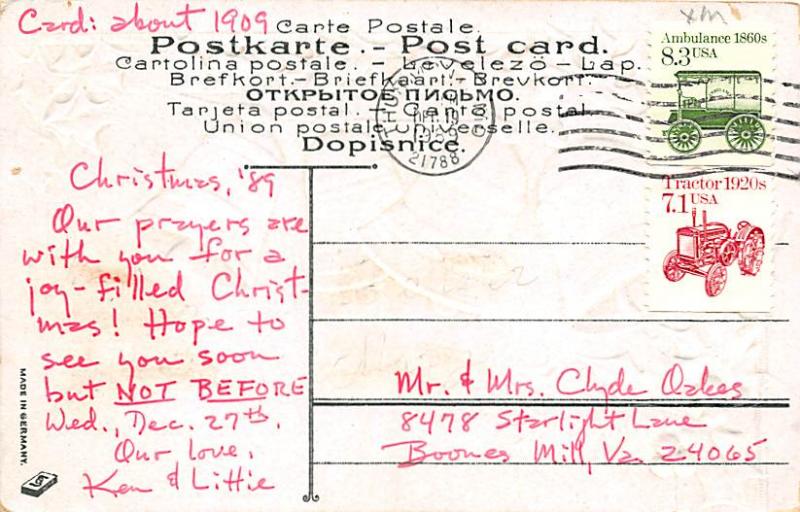 Card: about 1909
xm
Carte Postale.
Postkarte.- Post card.
Cartolina postale. – Levelezö – Lap.
Brefkort.– Briefkaart.– Brevkort.
ОТКРЫТОЕ ПИСЬМО.
Tarjeta postal.
Union postale universelle.
Dopisnice.
21788
Ambulance 1860s
8.3 USA
Tractor 1920s
7.1 USA
Christmas, '89
Our prayers are
with you for a
joy-filled Christ-
mas! Hope to
see you soon
but NOT BEFORE
Wed., Dec. 27th.
Our love,
Ken & Littie
Mr. & Mrs. Clyde Oakes
8478 Starlight Lane
Boones Mill, Va. 24065
MADE IN GERMANY.